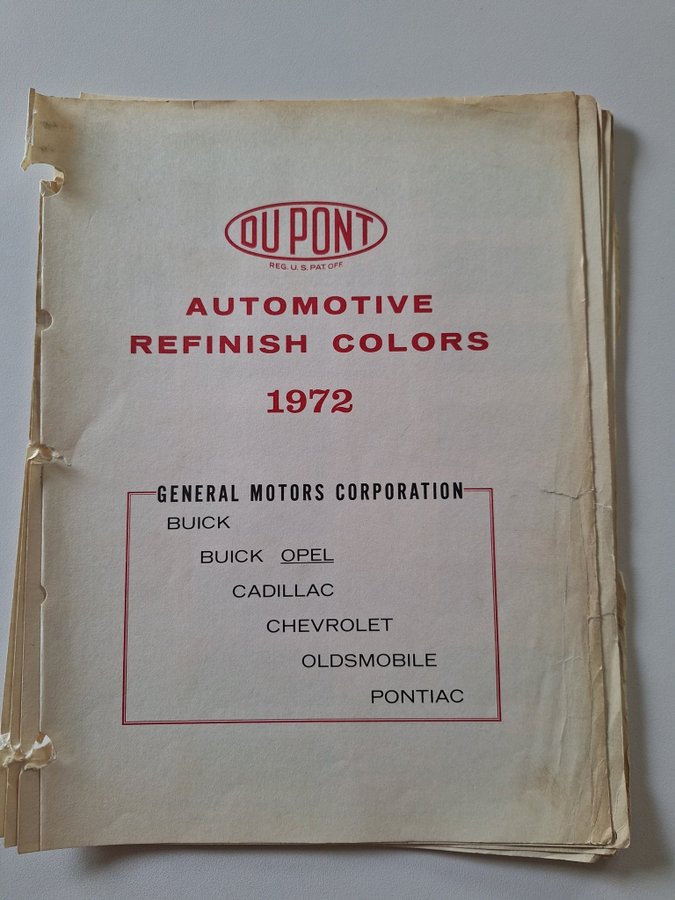 DU PONT
REG. U. S. PAT. OFF.
AUTOMOTIVE
REFINISH COLORS
1972
GENERAL MOTORS CORPORATION
BUICK
BUICK OPEL
CADILLAC
CHEVROLET
OLDSMOBILE
PONTIAC